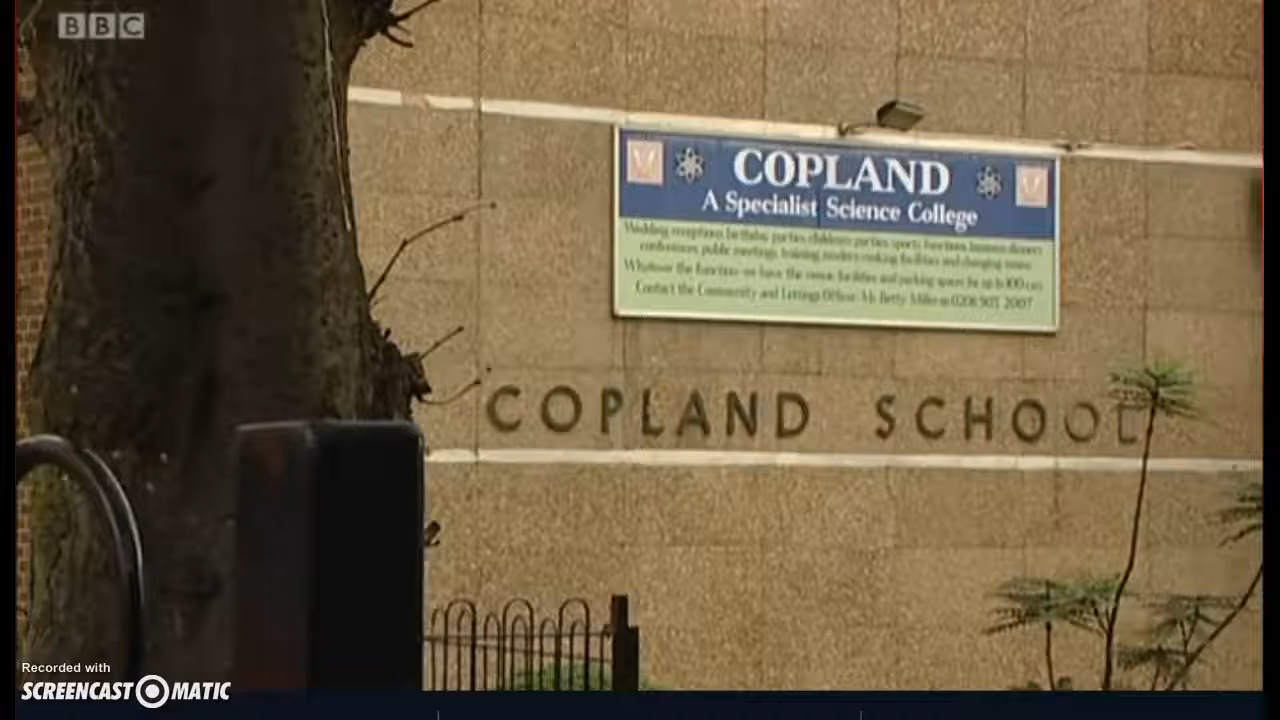 BBC
COPLAND
A Specialist Science College
Wedding receptions birthday parties children's parties sports functions business dinners
conferences public meetings, training modern cooking facilities and changing rooms
Whatever the function we have the venue facilities and parking spaces for up to 100 cars
Contact the Community and Lettings Officer: Ms Betty Miller on 0208 903 2007
COPLAND SCHOOL
Recorded with
SCREENCAST MATIC